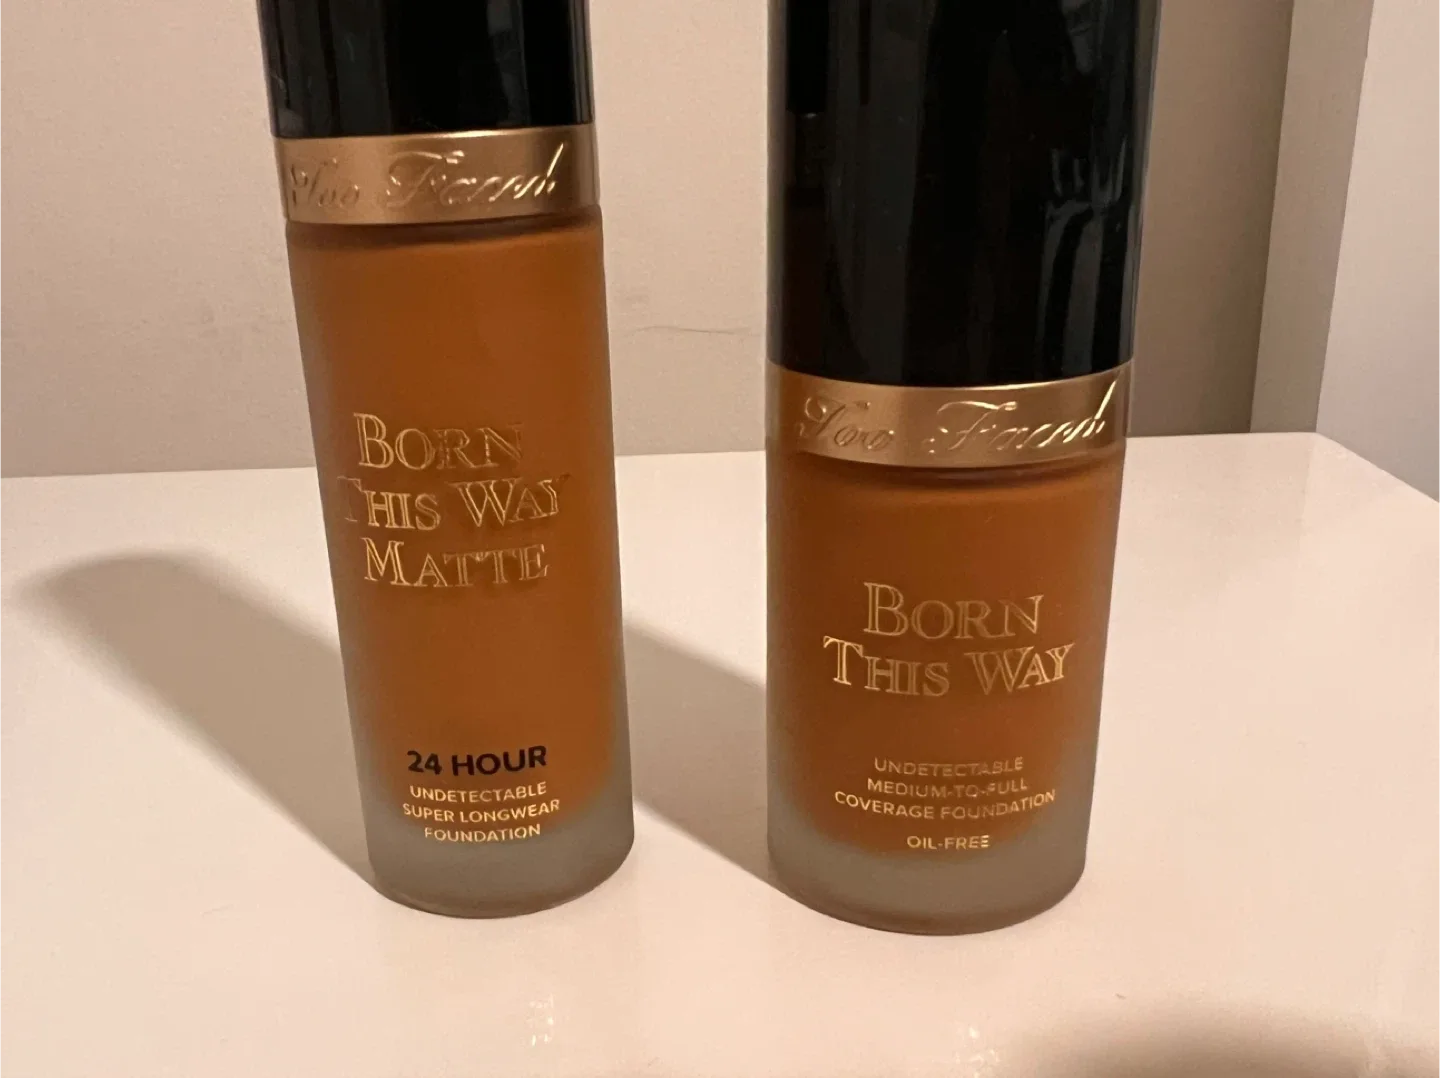 Too Faced
BORN
THIS WAY
MATTE
24 HOUR
UNDETECTABLE
SUPER LONGWEAR
FOUNDATION
Too Faced
BORN
THIS WAY
UNDETECTABLE
MEDIUM-TO-FULL
COVERAGE FOUNDATION
OIL-FREE